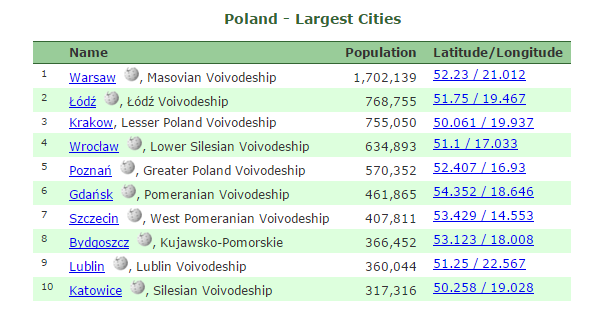 Poland - Largest Cities
Name Population Latitude/Longitude
1 Warsaw , Masovian Voivodeship 1,702,139 52.23 / 21.012
2 Łódź , Łódź Voivodeship 768,755 51.75 / 19.467
3 Krakow, Lesser Poland Voivodeship 755,050 50.061 / 19.937
4 Wroclaw , Lower Silesian Voivodeship 634,893 51.1 / 17.033
5 Poznań , Greater Poland Voivodeship 570,352 52.407 / 16.93
6 Gdańsk , Pomeranian Voivodeship 461,865 54.352 / 18.646
7 Szczecin , West Pomeranian Voivodeship 407,811 53.429 / 14.553
8 Bydgoszcz , Kujawsko-Pomorskie 366,452 53.123 / 18.008
9 Lublin , Lublin Voivodeship 360,044 51.25 / 22.567
10 Katowice , Silesian Voivodeship 317,316 50.258 / 19.028